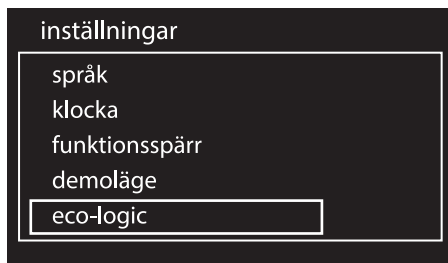 inställningar
språk
klocka
funktionsspärr
demoläge
eco-logic